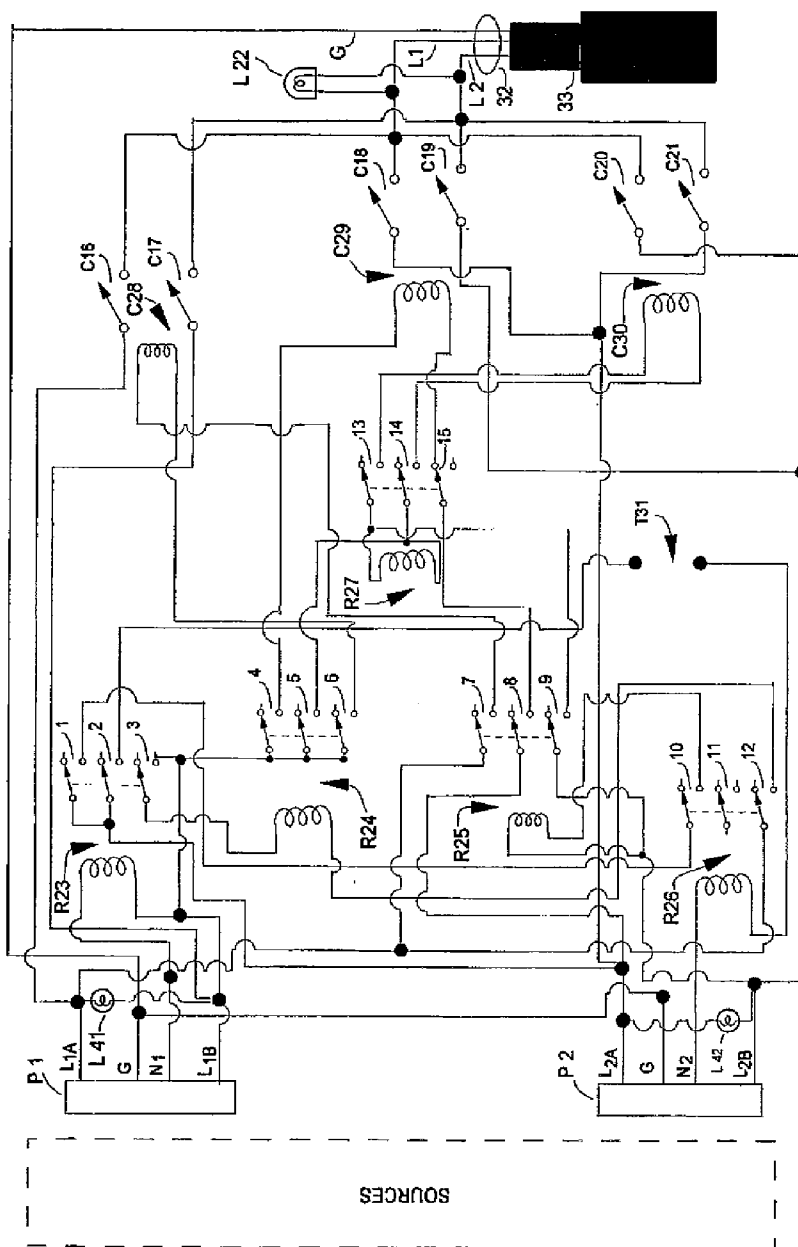 SOURCES
P 1
L1A
L 41
G
N1
L1B
P 2
L2A
G
N2
L 42
L2B
R23
R24
R25
R26
R27
1
2
3
4
5
6
7
8
9
10
11
12
13
14
15
T31
C16
C17
C28
C18
C19
C29
C20
C21
C30
L 22
G
L1
L 2
32
33